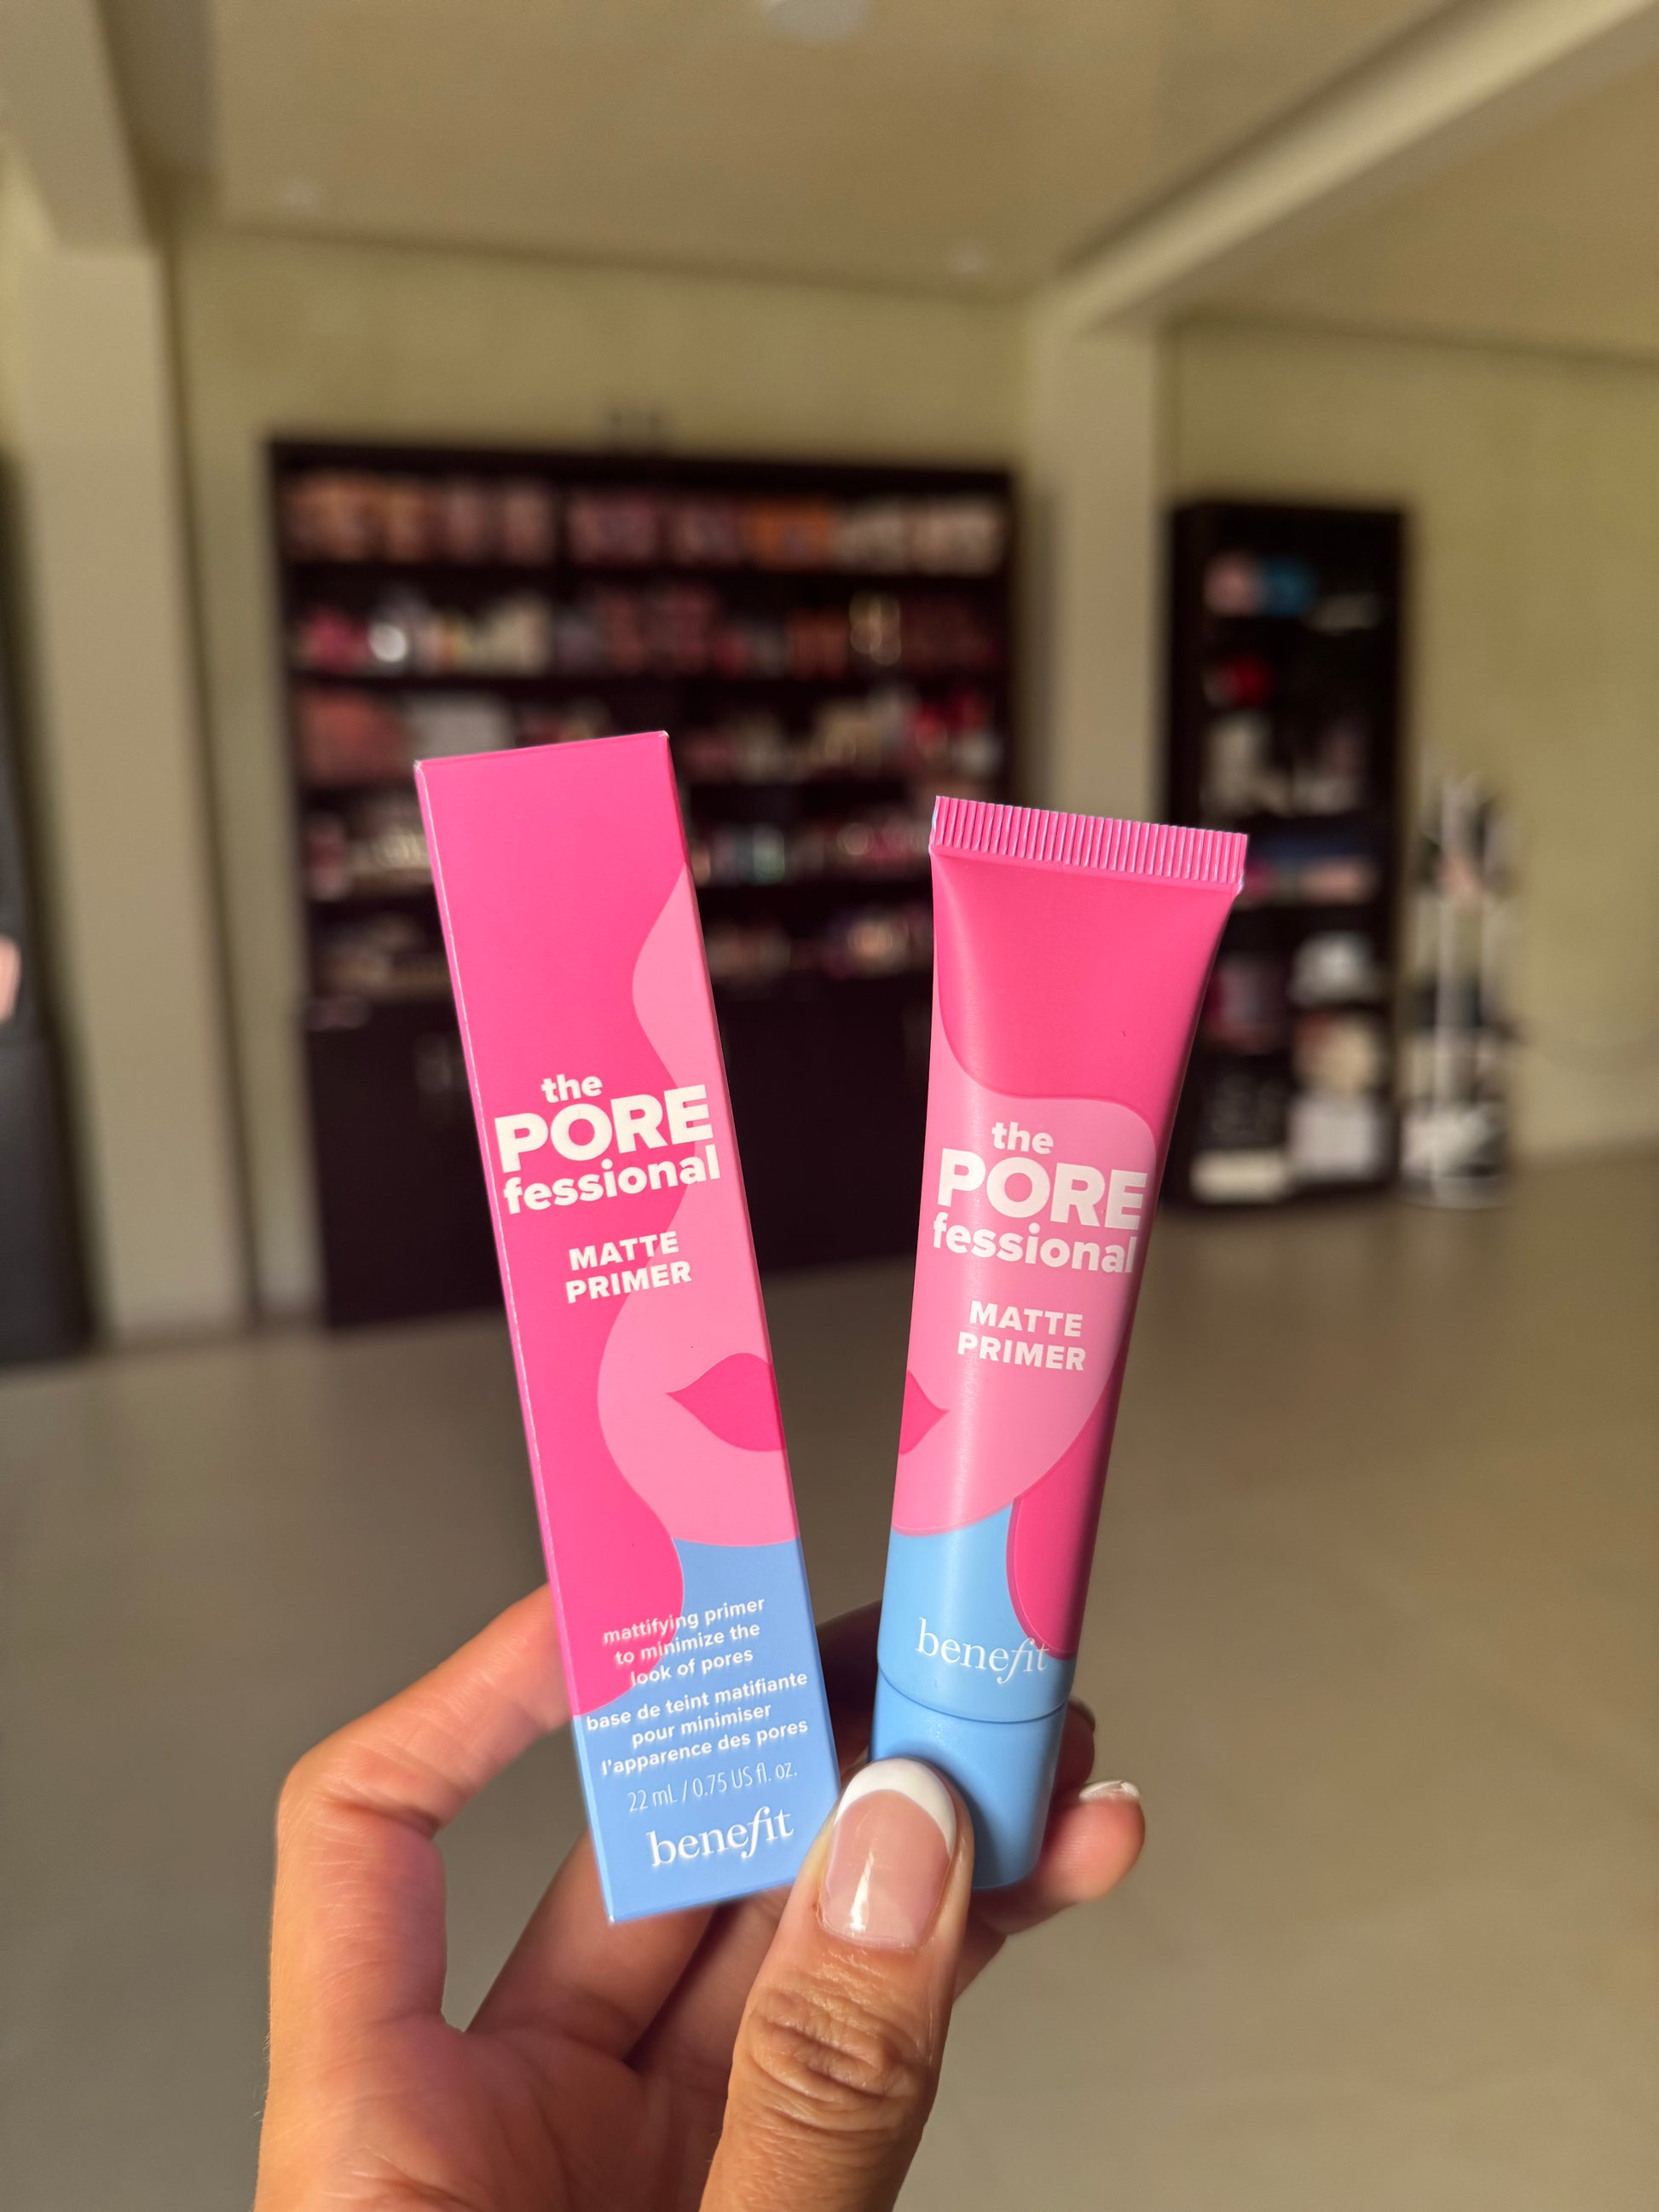 the
PORE
fessional
MATTE
PRIMER
mattifying primer
to minimize the
look of pores
base de teint matifiante
pour minimiser
l'apparence des pores
22 mL / 0.75 US fl. oz.
benefit
the
PORE
fessional
MATTE
PRIMER
benefit